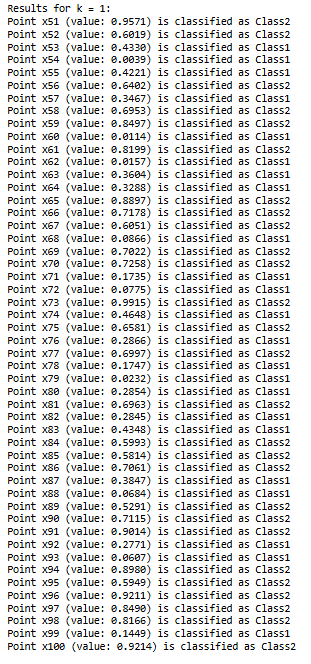 Results for k = 1:
Point x51 (value: 0.9571) is classified as Class2
Point x52 (value: 0.6019) is classified as Class2
Point x53 (value: 0.4330) is classified as Class1
Point x54 (value: 0.0039) is classified as Class1
Point x55 (value: 0.4221) is classified as Class1
Point x56 (value: 0.6402) is classified as Class2
Point x57 (value: 0.3467) is classified as Class1
Point x58 (value: 0.6953) is classified as Class2
Point x59 (value: 0.8497) is classified as Class2
Point x60 (value: 0.0114) is classified as Class1
Point x61 (value: 0.8199) is classified as Class2
Point x62 (value: 0.0157) is classified as Class1
Point x63 (value: 0.3604) is classified as Class1
Point x64 (value: 0.3288) is classified as Class1
Point x65 (value: 0.8897) is classified as Class2
Point x66 (value: 0.7178) is classified as Class2
Point x67 (value: 0.6051) is classified as Class2
Point x68 (value: 0.0866) is classified as Class1
Point x69 (value: 0.7022) is classified as Class2
Point x70 (value: 0.7258) is classified as Class2
Point x71 (value: 0.1735) is classified as Class1
Point x72 (value: 0.0775) is classified as Class1
Point x73 (value: 0.9915) is classified as Class2
Point x74 (value: 0.4648) is classified as Class1
Point x75 (value: 0.6581) is classified as Class2
Point x76 (value: 0.2866) is classified as Class1
Point x77 (value: 0.6997) is classified as Class2
Point x78 (value: 0.1747) is classified as Class1
Point x79 (value: 0.0232) is classified as Class1
Point x80 (value: 0.2854) is classified as Class1
Point x81 (value: 0.6963) is classified as Class2
Point x82 (value: 0.2845) is classified as Class1
Point x83 (value: 0.4348) is classified as Class1
Point x84 (value: 0.5993) is classified as Class2
Point x85 (value: 0.5814) is classified as Class2
Point x86 (value: 0.7061) is classified as Class2
Point x87 (value: 0.3847) is classified as Class1
Point x88 (value: 0.0684) is classified as Class1
Point x89 (value: 0.5291) is classified as Class2
Point x90 (value: 0.7115) is classified as Class2
Point x91 (value: 0.9014) is classified as Class2
Point x92 (value: 0.2771) is classified as Class1
Point x93 (value: 0.0607) is classified as Class1
Point x94 (value: 0.8980) is classified as Class2
Point x95 (value: 0.5949) is classified as Class2
Point x96 (value: 0.9211) is classified as Class2
Point x97 (value: 0.8490) is classified as Class2
Point x98 (value: 0.8166) is classified as Class2
Point x99 (value: 0.1449) is classified as Class1
Point x100 (value: 0.9214) is classified as Class2